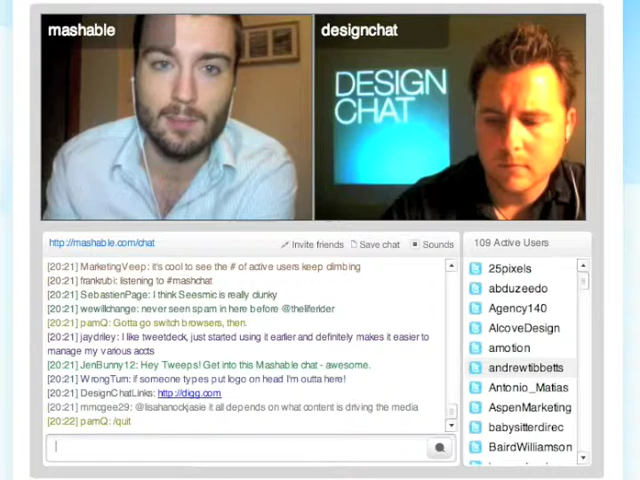 mashable
designchat
DESIGN
CHAT
http://mashable.com/chat
Invite friends
Save chat
Sounds
109 Active Users
[20:21] MarketingVeep: it's cool to see the # of active users keep climbing
[20:21] frankrubi: listening to #mashchat
[20:21] SebastienPage: I think Seesmic is really clunky
[20:21] wewillchange: never seen spam in here before @theliferider
[20:21] pamQ: Gotta go switch browsers, then.
[20:21] jaydriley: I like tweetdeck, just started using it earlier and definitely makes it easier to
manage my various accts
[20:21] JenBunny12: Hey Tweeps! Get into this Mashable chat - awesome.
[20:21] WrongTum: if someone types put logo on head I'm outta here!
[20:21] DesignChatLinks: http://digg.com
[20:21] mmcgee29: @lisahanockjasie it all depends on what content is driving the media
[20:22] pamQ: /quit
25pixels
abduzeedo
Agency140
AlcoveDesign
amotion
andrewtibbetts
Antonio_Matias
AspenMarketing
babysitterdirec
BairdWilliamson